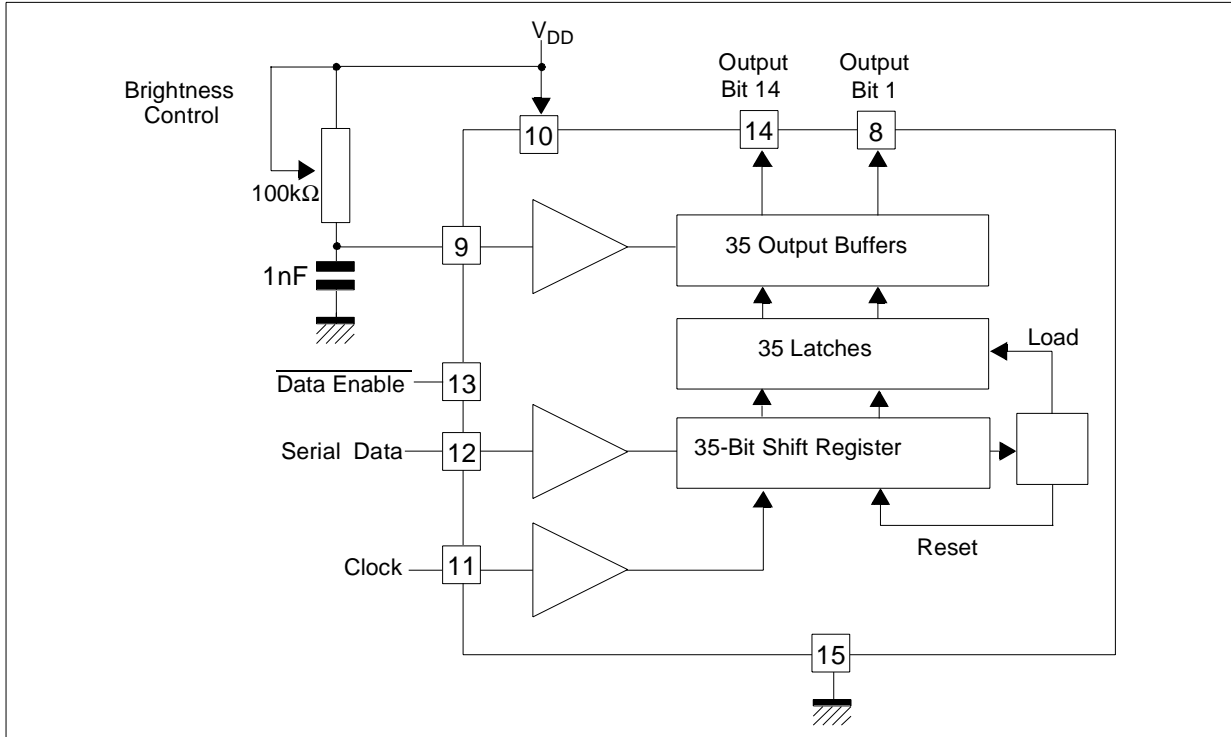 V_DD
Brightness
Control
100kΩ
1nF
10
Output
Bit 14
14
Output
Bit 1
8
9
35 Output Buffers
35 Latches
Load
Data Enable
13
Serial Data
12
35-Bit Shift Register
Reset
Clock
11
15